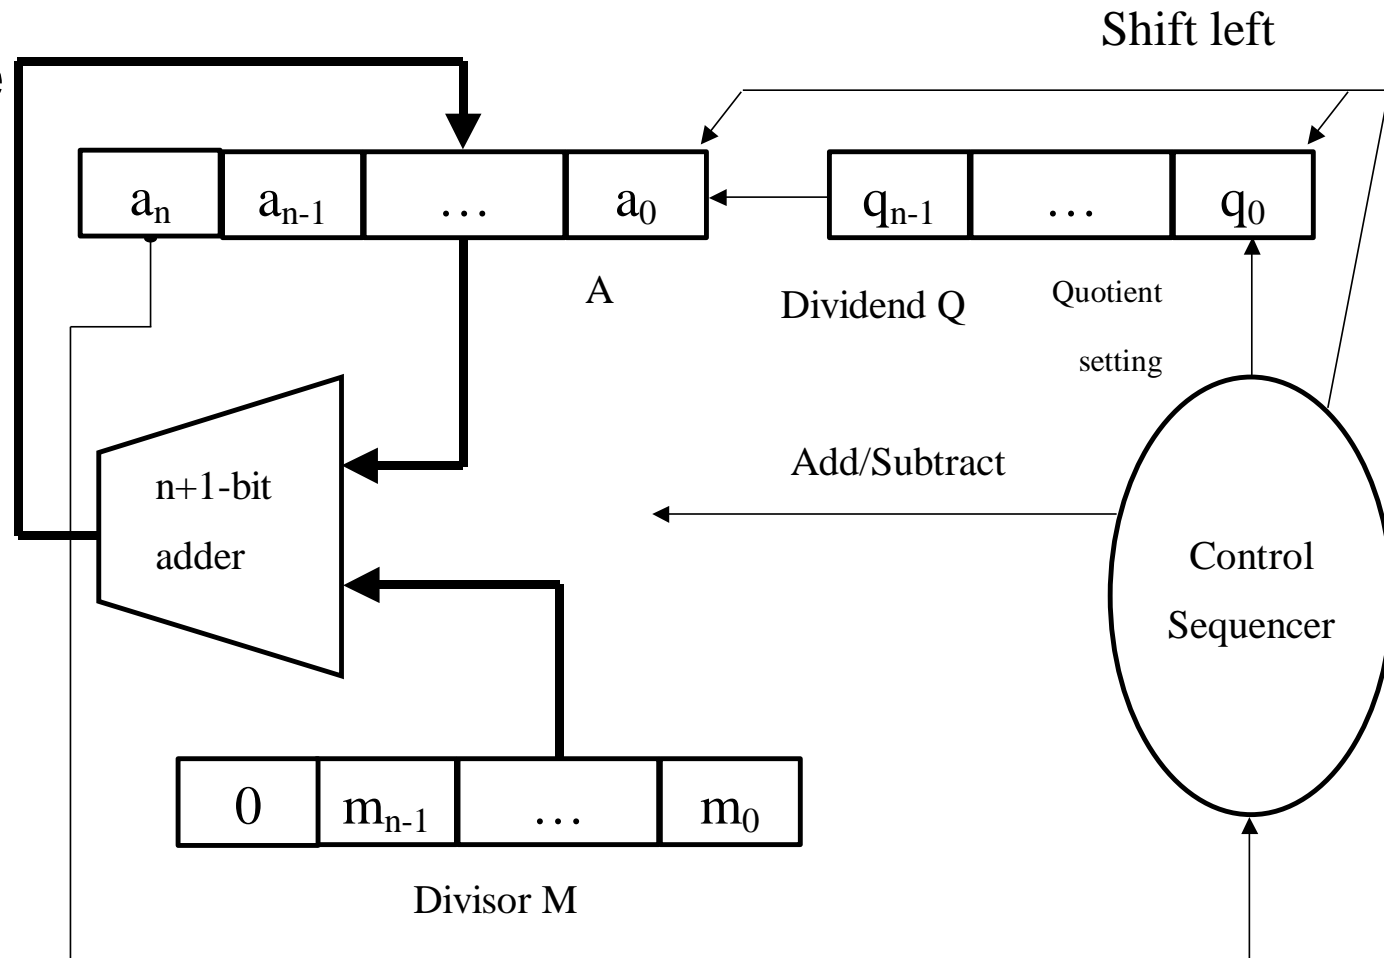 Shift left
e
aₙ aₙ₋₁ … a₀ qₙ₋₁ … q₀
A
Dividend Q
Quotient
setting
Add/Subtract
n+1-bit
adder
Control
Sequencer
0 mₙ₋₁ … m₀
Divisor M